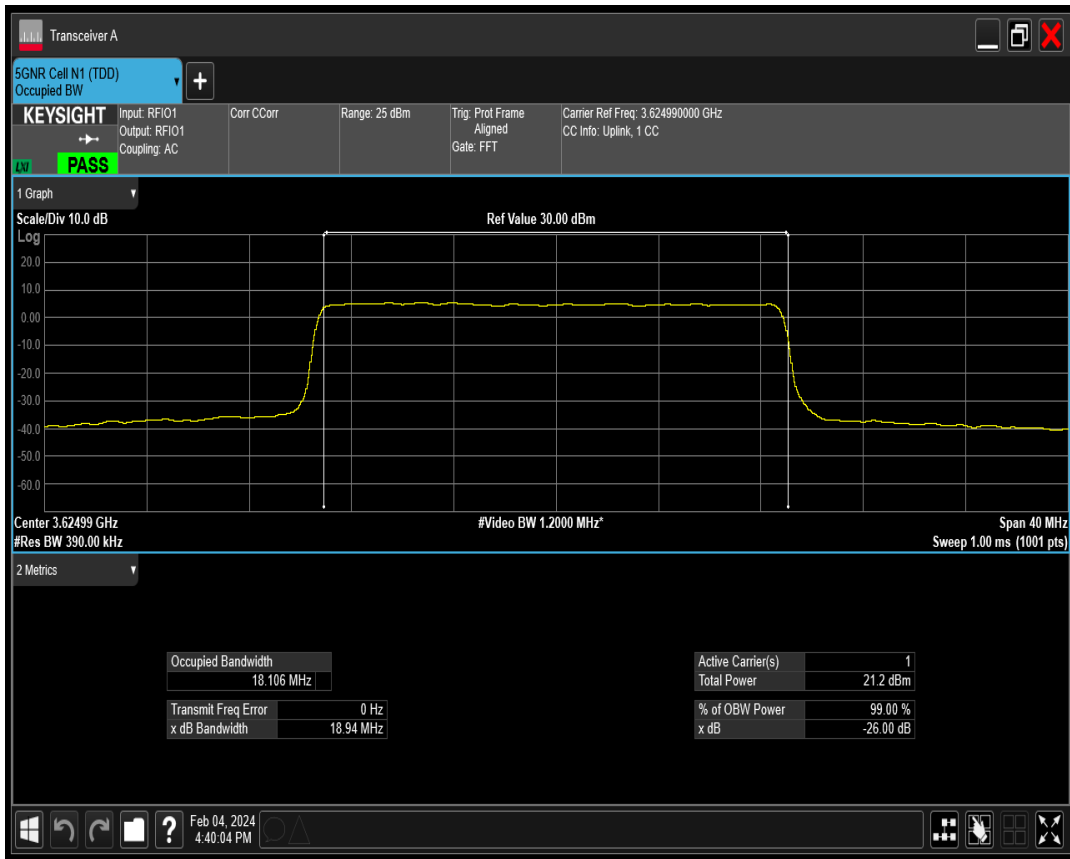 Transceiver A
5GNR Cell N1 (TDD)
Occupied BW
+
KEYSIGHT
LXI
PASS
Input: RFIO1
Output: RFIO1
Coupling: AC
Corr CCorr
Range: 25 dBm
Trig: Prot Frame
Aligned
Gate: FFT
Carrier Ref Freq: 3.624990000 GHz
CC Info: Uplink, 1 CC
1 Graph
Scale/Div 10.0 dB
Ref Value 30.00 dBm
Log
20.0
10.0
0.00
-10.0
-20.0
-30.0
-40.0
-50.0
-60.0
Center 3.62499 GHz
#Video BW 1.2000 MHz*
Span 40 MHz
#Res BW 390.00 kHz
Sweep 1.00 ms (1001 pts)
2 Metrics
Occupied Bandwidth
18.106 MHz
Transmit Freq Error 0 Hz
x dB Bandwidth 18.94 MHz
Active Carrier(s) 1
Total Power 21.2 dBm
% of OBW Power 99.00 %
x dB -26.00 dB
?
Feb 04, 2024
4:40:04 PM